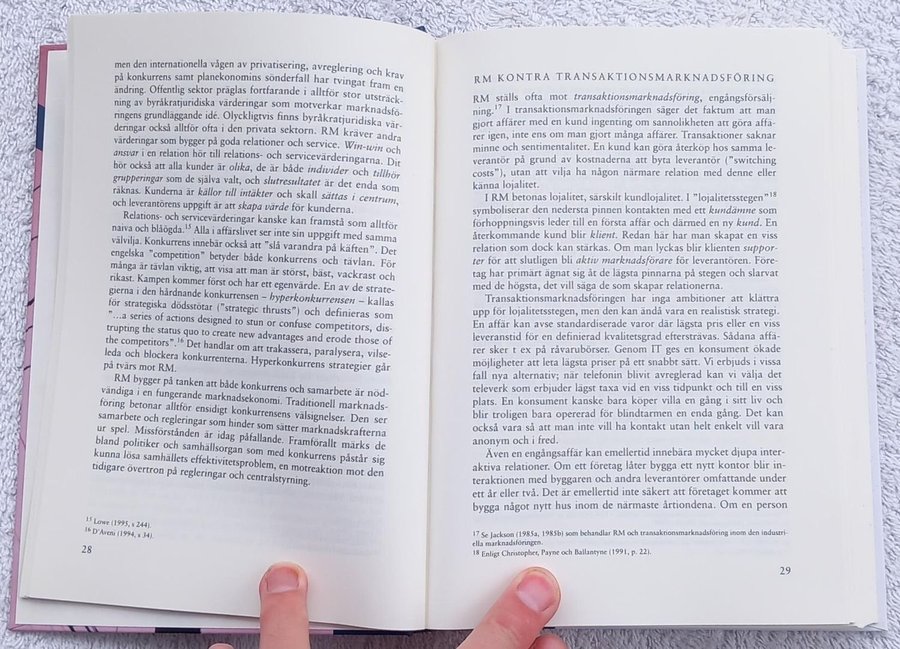 men den internationella vågen av privatisering, avreglering och krav
på konkurrens samt planekonomins sönderfall har tvingat fram en
ändring. Offentlig sektor präglas fortfarande i alltför stor utsträck-
ning av byråkratjuridiska värderingar som motverkar marknadsfö-
ringens grundläggande idé. Olyckligtvis finns byråkratjuridiska vär-
deringar också alltför ofta i den privata sektorn. RM kräver andra
värderingar som bygger på goda relationer och service. Win-win och
ansvar i en relation hör till relations- och servicevärderingarna. Dit
hör också att alla kunder är olika, de är både individer och tillhör
grupperingar som de själva valt, och slutresultatet är det enda som
räknas. Kunderna är källor till intäkter och skall sättas i centrum,
och leverantörens uppgift är att skapa värde för kunderna.
Relations- och servicevärderingar kanske kan framstå som alltför
naiva och blåögda.15 Alla i affärslivet ser inte sin uppgift med samma
välvilja. Konkurrens innebär också att "slå varandra på käften". Det
engelska "competition" betyder både konkurrens och tävlan. För
många är tävlan viktig, att visa att man är störst, bäst, vackrast och
rikast. Kampen kommer först och har ett egenvärde. En av de strate-
gierna i den hårdnande konkurrensen – hyperkonkurrensen – kallas
för strategiska dödsstötar ("strategic thrusts") och definieras som
"...a series of actions designed to stun or confuse competitors, dis-
trupting the status quo to create new advantages and erode those of
the competitors".16 Det handlar om att trakassera, paralysera, vilse-
leda och blockera konkurrenterna. Hyperkonkurrensens strategier går
på tvärs mot RM.
RM bygger på tanken att både konkurrens och samarbete är nöd-
vändiga i en fungerande marknadsekonomi. Traditionell marknads-
föring betonar alltför ensidigt konkurrensens välsignelser. Den ser
samarbete och regleringar som hinder som sätter marknadskrafterna
ur spel. Missförstånden är idag påfallande. Framförallt märks de
bland politiker och samhällsorgan som med konkurrens påstår sig
kunna lösa samhällets effektivitetsproblem, en motreaktion mot den
tidigare övertron på regleringar och centralstyrning.
15 Lowe (1995, s 244).
16 D'Aveni (1994, s 34).
28
RM KONTRA TRANSAKTIONSMARKNADSFÖRING
RM ställs ofta mot transaktionsmarknadsföring, engångsförsälj-
ning.17 I transaktionsmarknadsföringen säger det faktum att man
gjort affärer med en kund ingenting om sannolikheten att göra affä-
rer igen, inte ens om man gjort många affärer. Transaktioner saknar
minne och sentimentalitet. En kund kan göra återköp hos samma le-
verantör på grund av kostnaderna att byta leverantör ("switching
costs"), utan att vilja ha någon närmare relation med denne eller
känna lojalitet.
I RM betonas lojalitet, särskilt kundlojalitet. I "lojalitetsstegen"18
symboliserar den nedersta pinnen kontakten med ett kundämne som
förhoppningsvis leder till en första affär och därmed en ny kund. En
återkommande kund blir klient. Redan här har man skapat en viss
relation som dock kan stärkas. Om man lyckas blir klienten suppor-
ter för att slutligen bli aktiv marknadsförare för leverantören. Före-
tag har primärt ägnat sig åt de lägsta pinnarna på stegen och slarvat
med de högsta, det vill säga de som skapar relationerna.
Transaktionsmarknadsföringen har inga ambitioner att klättra
upp för lojalitetsstegen, men den kan ändå vara en realistisk strategi.
En affär kan avse standardiserade varor där lägsta pris eller en viss
leveranstid för en definierad kvalitetsgrad eftersträvas. Sådana affä-
rer sker t ex på råvarubörser. Genom IT ges en konsument ökade
möjligheter att leta lägsta priser på ett snabbt sätt. Vi erbjuds i vissa
fall nya alternativ; när telefonin blivit avreglerad kan vi välja det
televerk som erbjuder lägst taxa vid en viss tidpunkt och till en viss
plats. En konsument kanske bara köper villa en gång i sitt liv och
blir troligen bara opererad för blindtarmen en enda gång. Det kan
också vara så att man inte vill ha kontakt utan helt enkelt vill vara
anonym och i fred.
Även en engångsaffär kan emellertid innebära mycket djupa inter-
aktiva relationer. Om ett företag låter bygga ett nytt kontor blir in-
teraktionen med byggaren och andra leverantörer omfattande under
ett år eller två. Det är emellertid inte säkert att företaget kommer att
bygga något nytt hus inom de närmaste årtiondena. Om en person
17 Se Jackson (1985a, 1985b) som behandlar RM och transaktionsmarknadsföring inom den industri-
ella marknadsföringen.
18 Enligt Christopher, Payne och Ballantyne (1991, p. 22).
29